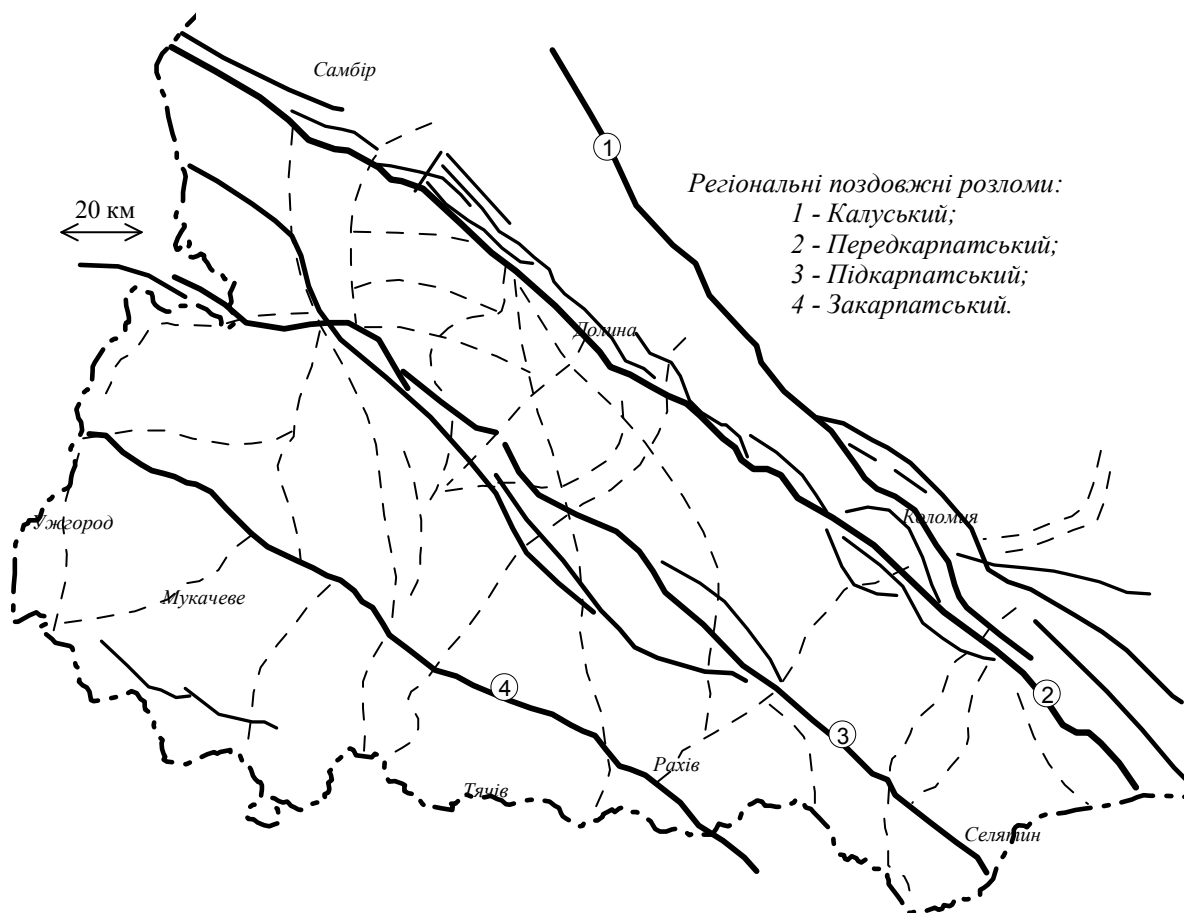 Самбір
1
Регіональні поздовжні розломи:
1 - Калуський;
2 - Передкарпатський;
3 - Підкарпатський;
4 - Закарпатський.
20 км
Долина
Ужгород
Коломия
Мукачеве
4
2
3
Рахів
Тячів
Селятин